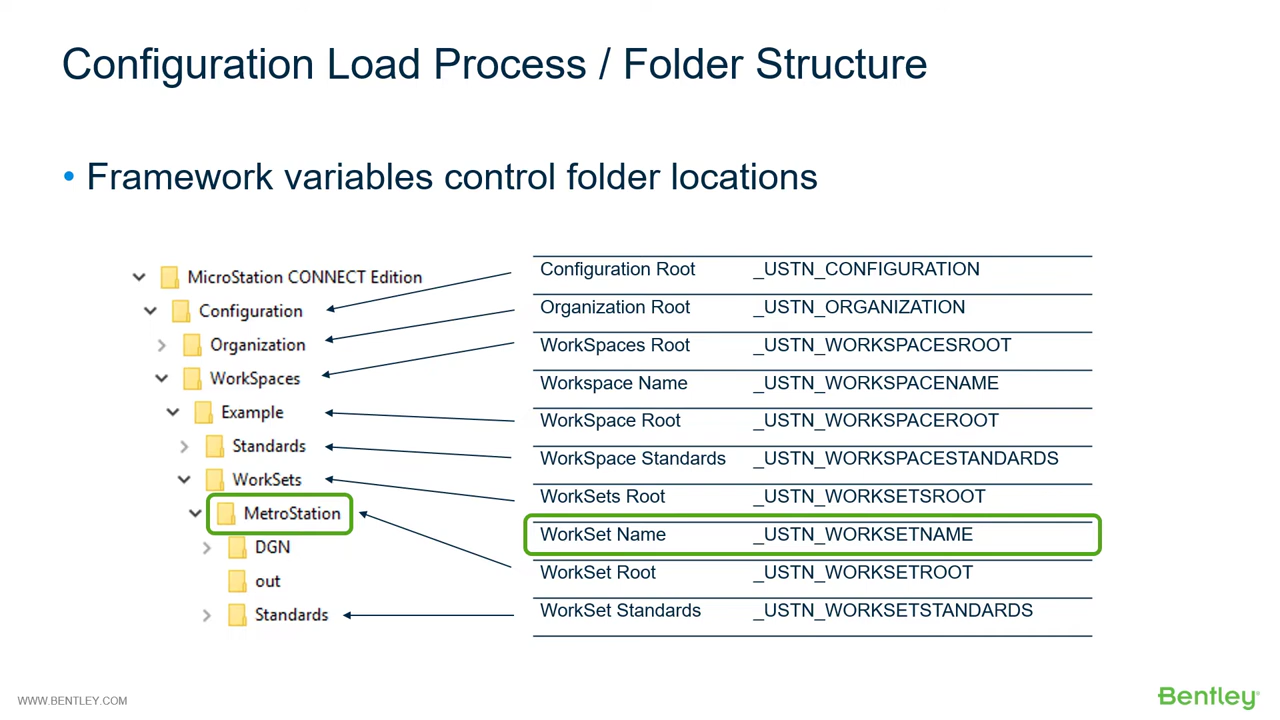 Configuration Load Process / Folder Structure
• Framework variables control folder locations
MicroStation CONNECT Edition
Configuration
Organization
WorkSpaces
Example
Standards
WorkSets
MetroStation
DGN
out
Standards
Configuration Root _USTN_CONFIGURATION
Organization Root _USTN_ORGANIZATION
WorkSpaces Root _USTN_WORKSPACESROOT
Workspace Name _USTN_WORKSPACENAME
WorkSpace Root _USTN_WORKSPACEROOT
WorkSpace Standards _USTN_WORKSPACESTANDARDS
WorkSets Root _USTN_WORKSETSROOT
WorkSet Name _USTN_WORKSETNAME
WorkSet Root _USTN_WORKSETROOT
WorkSet Standards _USTN_WORKSETSTANDARDS
WWW.BENTLEY.COM
Bentley